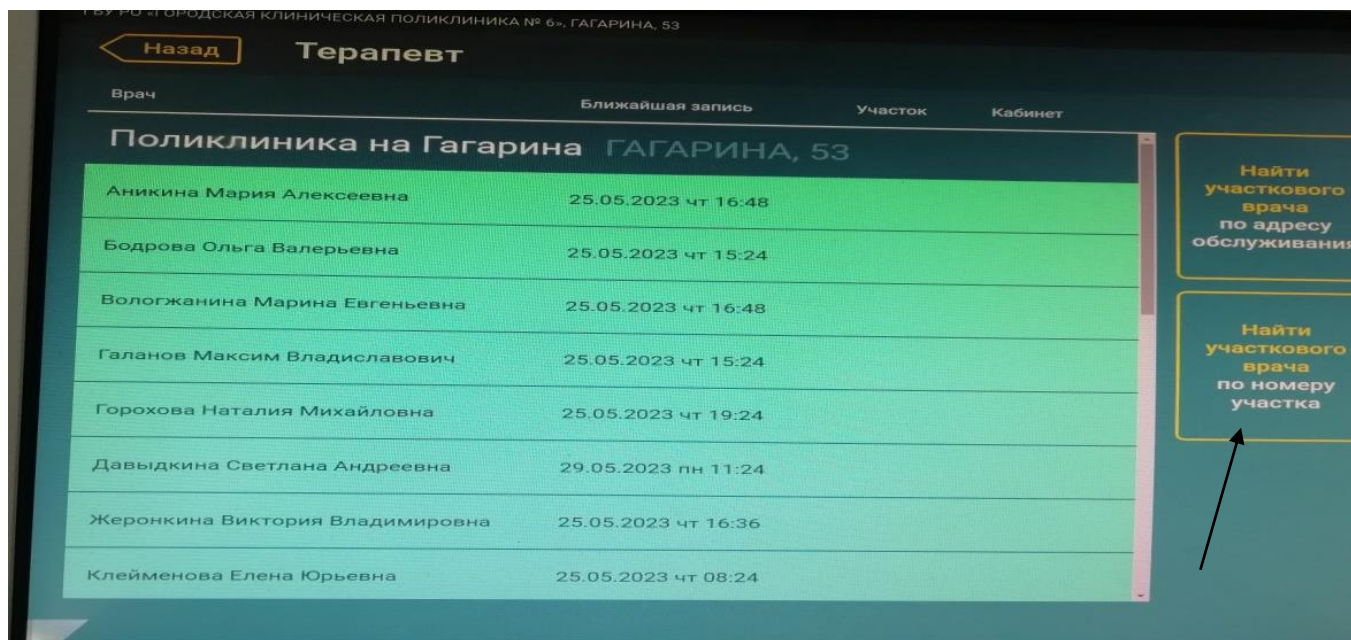 ГБУ РО «ГОРОДСКАЯ КЛИНИЧЕСКАЯ ПОЛИКЛИНИКА № 6», ГАГАРИНА, 53
Назад Терапевт
Врач Ближайшая запись Участок Кабинет
Поликлиника на Гагарина ГАГАРИНА, 53
Аникина Мария Алексеевна 25.05.2023 чт 16:48
Бодрова Ольга Валерьевна 25.05.2023 чт 15:24
Вологжанина Марина Евгеньевна 25.05.2023 чт 16:48
Галанов Максим Владиславович 25.05.2023 чт 15:24
Горохова Наталия Михайловна 25.05.2023 чт 19:24
Давыдкина Светлана Андреевна 29.05.2023 пн 11:24
Жеронкина Виктория Владимировна 25.05.2023 чт 16:36
Клейменова Елена Юрьевна 25.05.2023 чт 08:24
Найти
участкового
врача
по адресу
обслуживания
Найти
участкового
врача
по номеру
участка